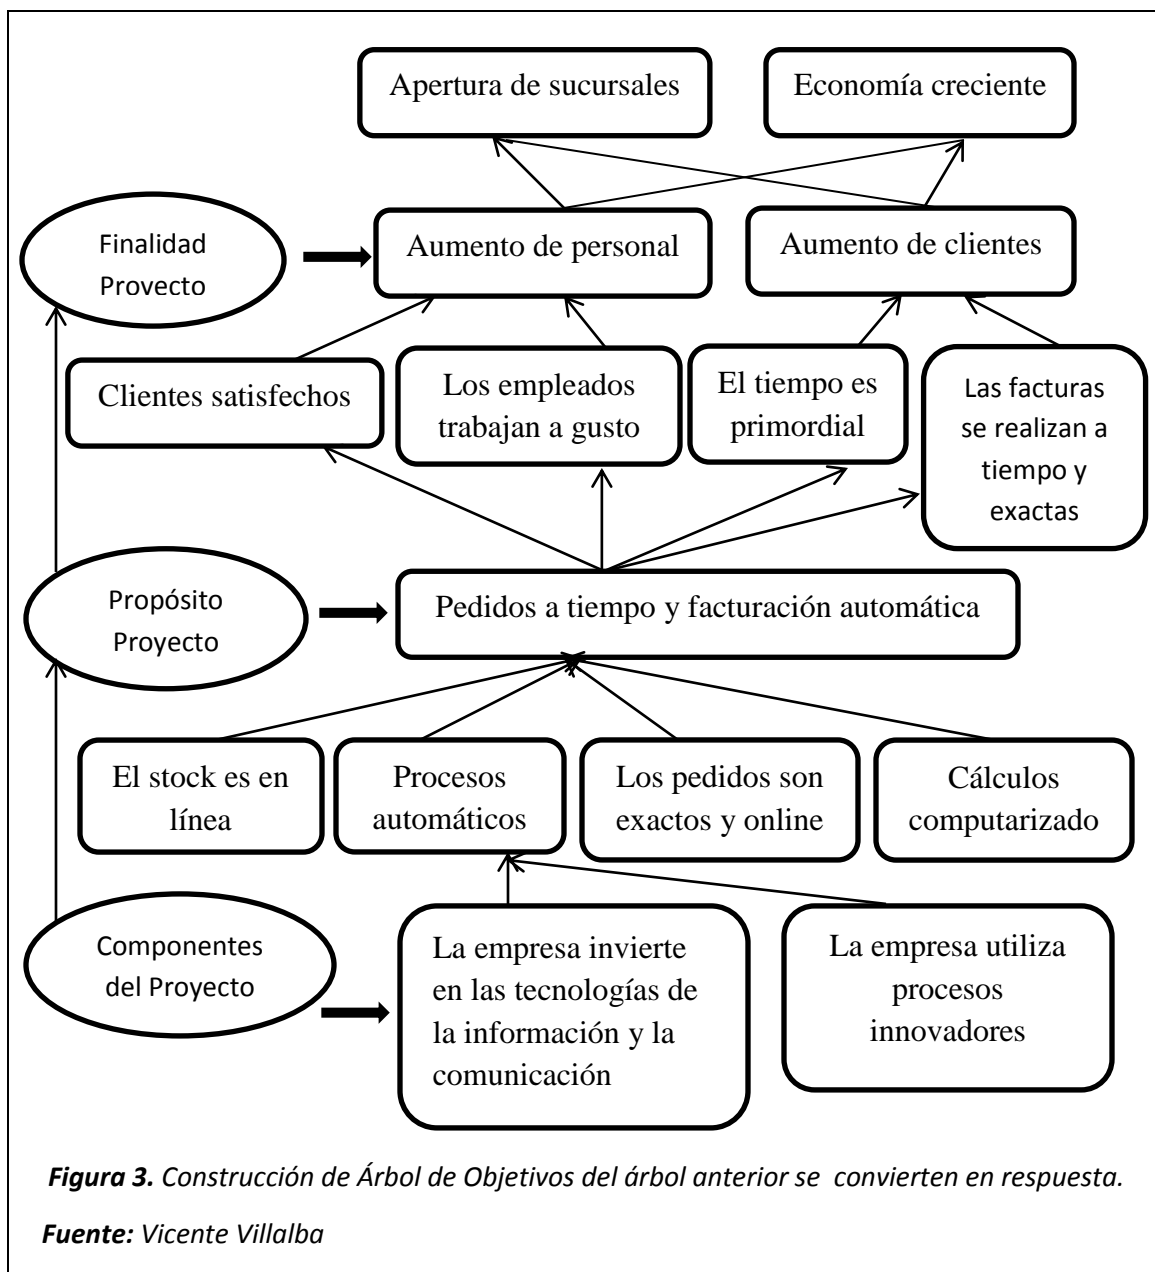 Apertura de sucursales
Economía creciente
Finalidad
Proyecto
Aumento de personal
Aumento de clientes
Clientes satisfechos
Los empleados
trabajan a gusto
El tiempo es
primordial
Las facturas
se realizan a
tiempo y
exactas
Propósito
Proyecto
Pedidos a tiempo y facturación automática
El stock es en
línea
Procesos
automáticos
Los pedidos son
exactos y online
Cálculos
computarizado
Componentes
del Proyecto
La empresa invierte
en las tecnologías de
la información y la
comunicación
La empresa utiliza
procesos
innovadores
Figura 3. Construcción de Árbol de Objetivos del árbol anterior se convierten en respuesta.
Fuente: Vicente Villalba